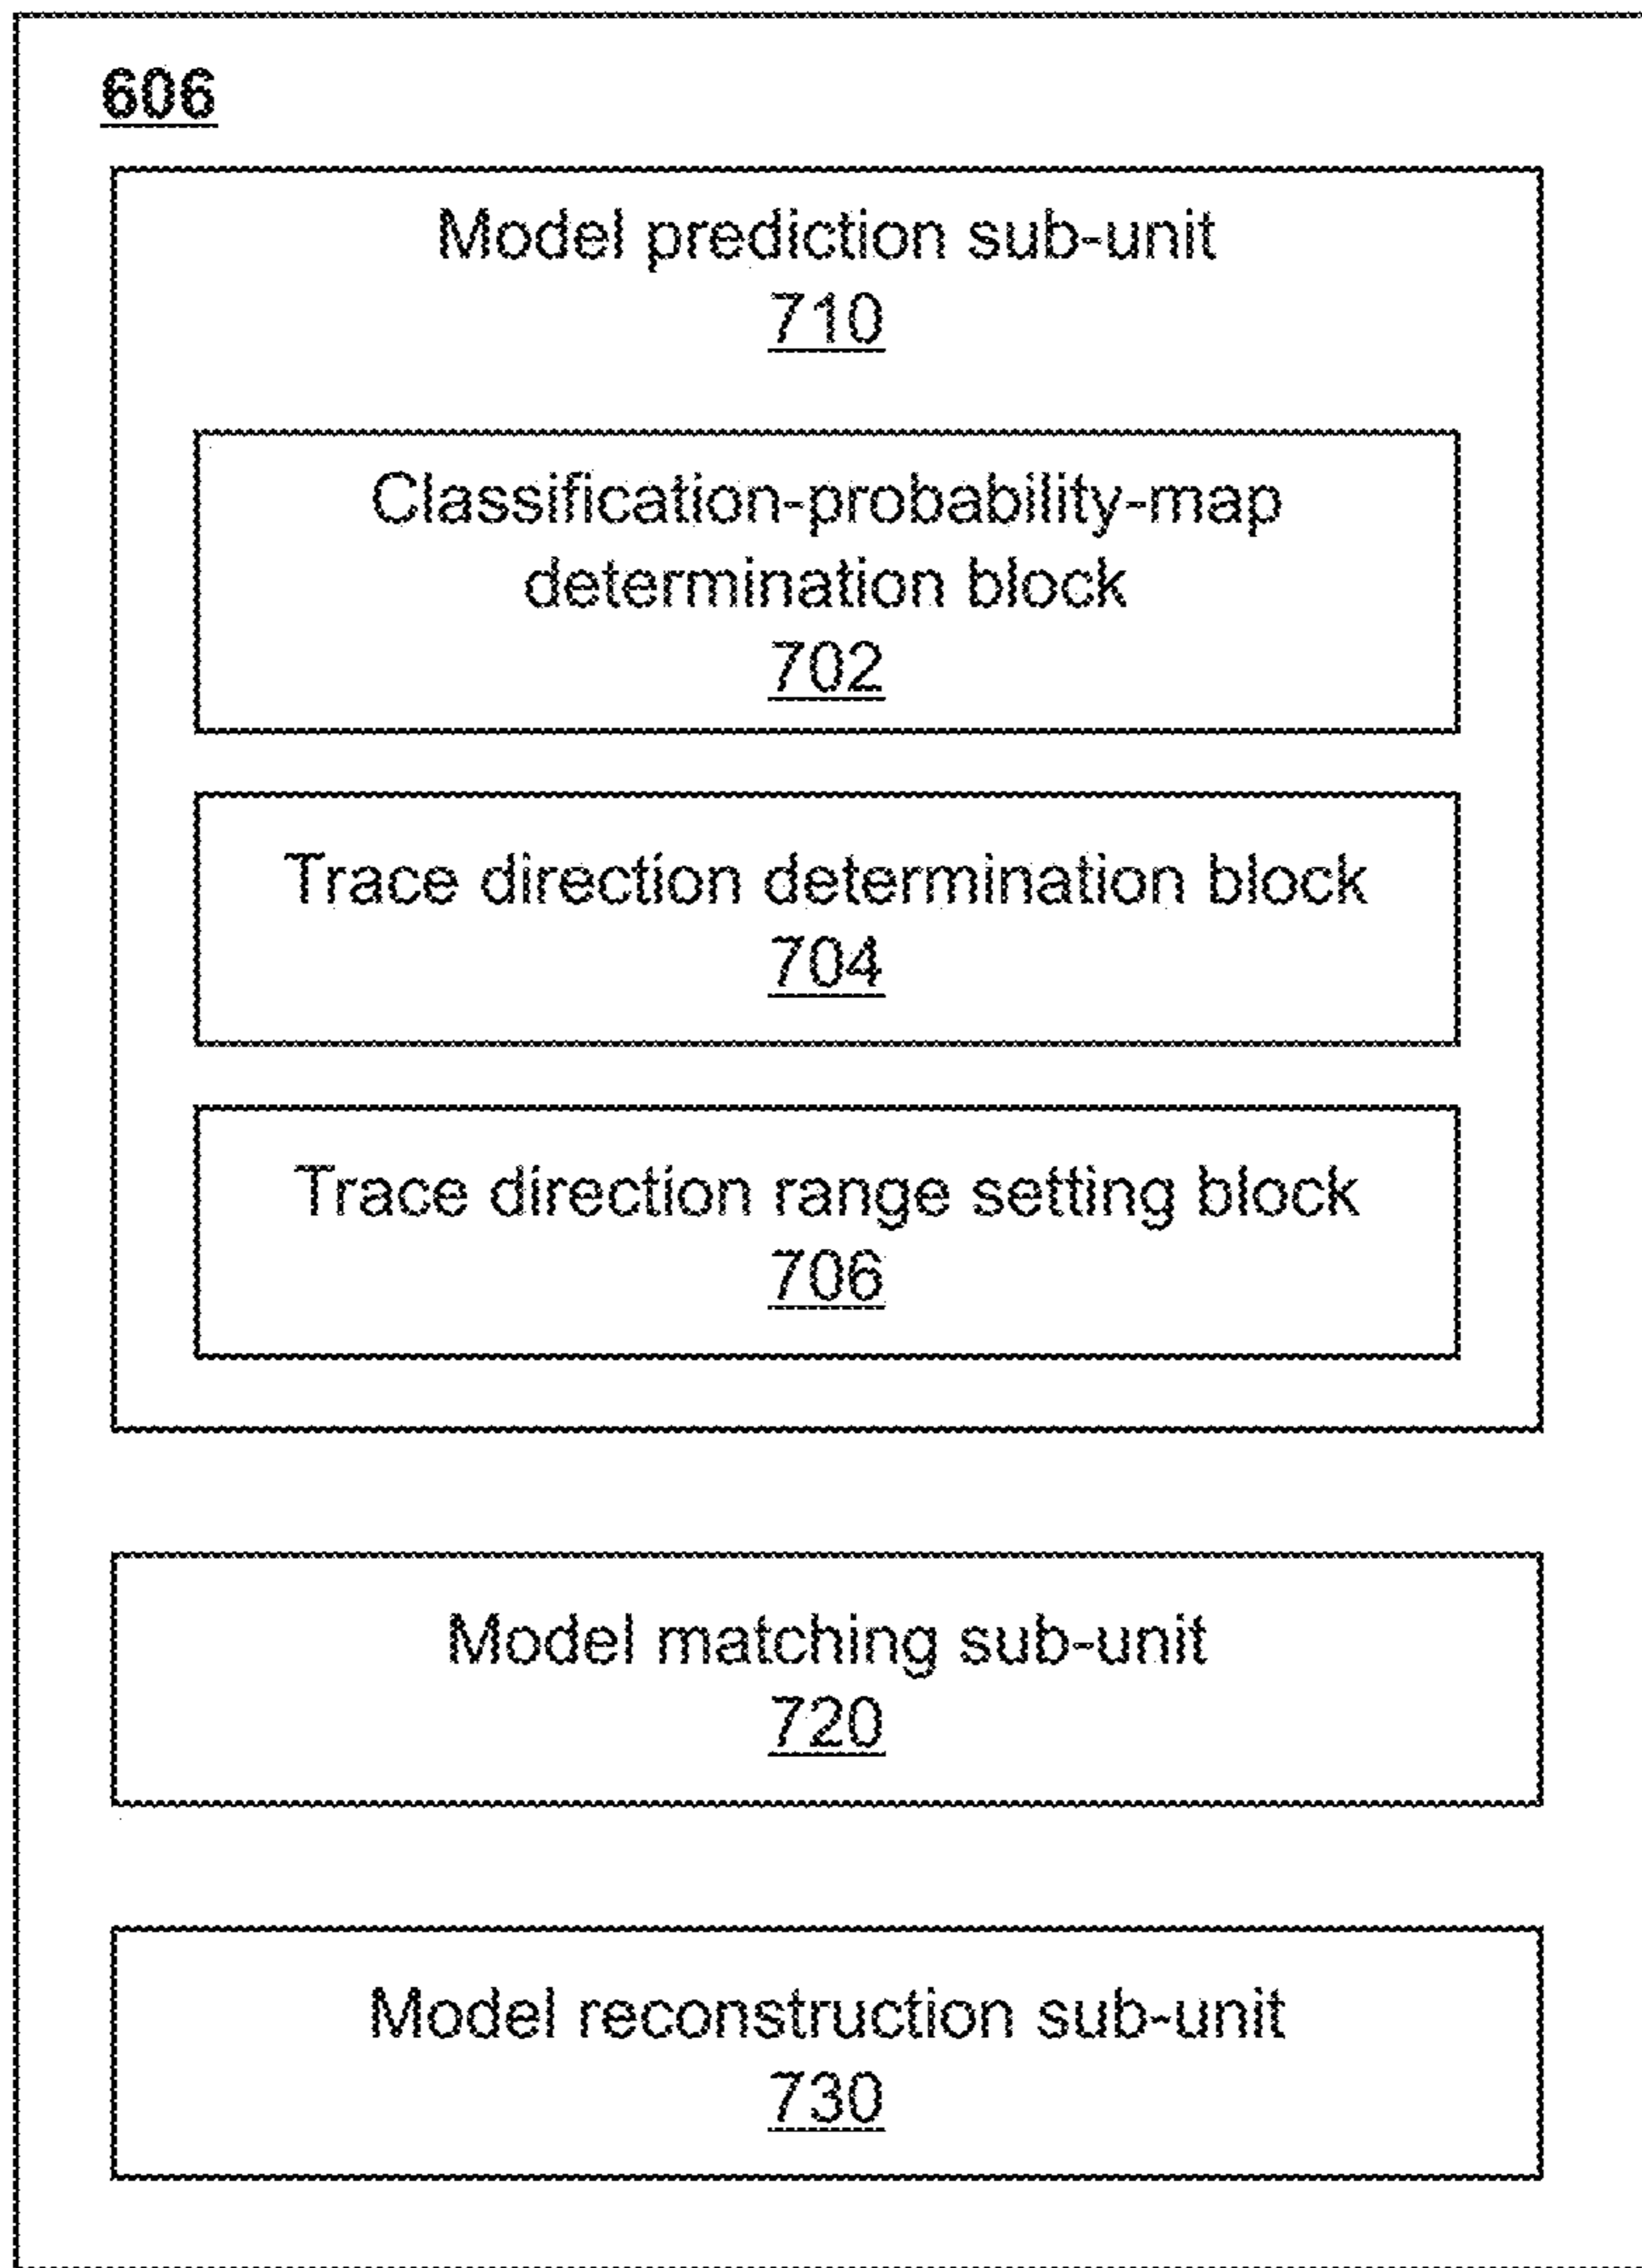 606
Model prediction sub-unit
710
Classification-probability-map
determination block
702
Trace direction determination block
704
Trace direction range setting block
706
Model matching sub-unit
720
Model reconstruction sub-unit
730